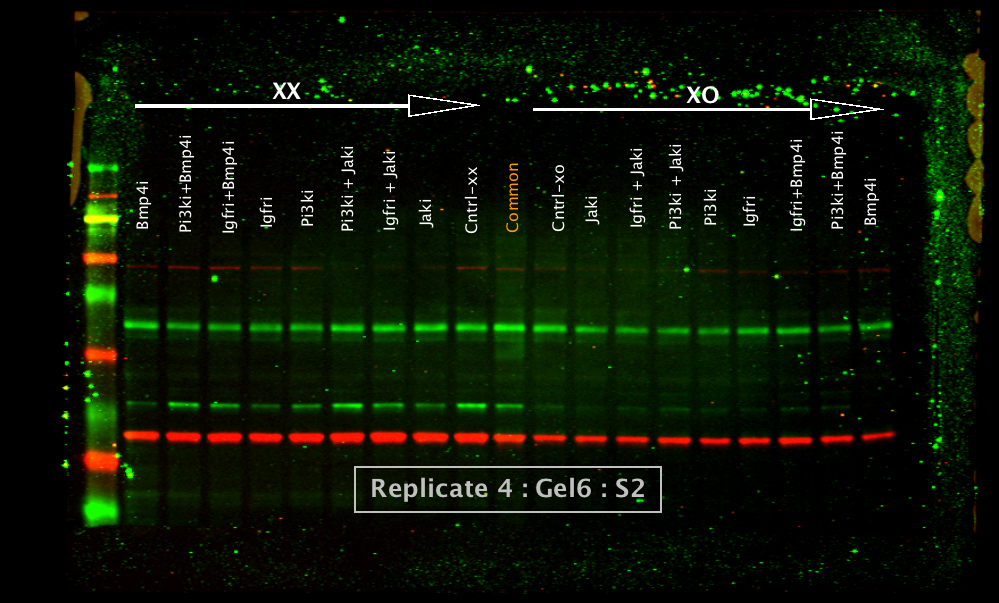 XX
XO
Bmp4i
Pi3ki+Bmp4i
Igfri+Bmp4i
Igfri
Pi3ki
Pi3ki + Jaki
Igfri + Jaki
Jaki
Cntrl-xx
Common
Cntrl-xo
Jaki
Igfri + Jaki
Pi3ki + Jaki
Pi3ki
Igfri
Igfri+Bmp4i
Pi3ki+Bmp4i
Bmp4i
Replicate 4 : Gel6 : S2